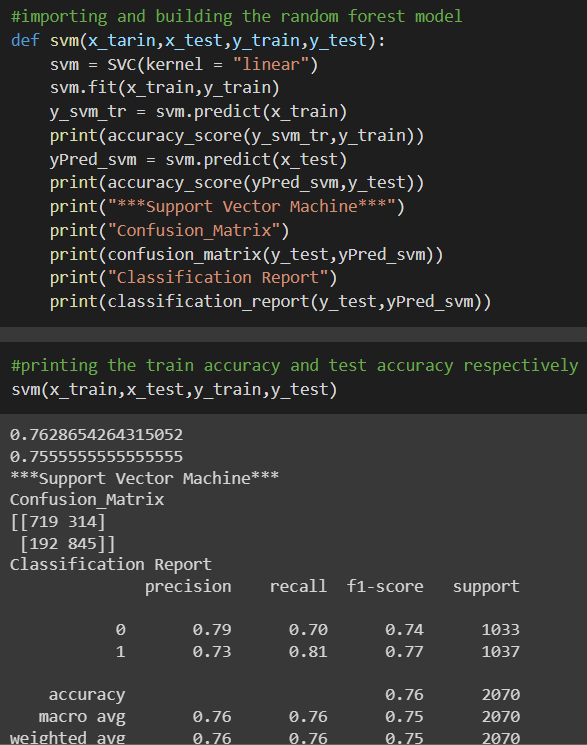 #importing and building the random forest model
def svm(x_tarin,x_test,y_train,y_test):
    svm = SVC(kernel = "linear")
    svm.fit(x_train,y_train)
    y_svm_tr = svm.predict(x_train)
    print(accuracy_score(y_svm_tr,y_train))
    yPred_svm = svm.predict(x_test)
    print(accuracy_score(yPred_svm,y_test))
    print("***Support Vector Machine***")
    print("Confusion_Matrix")
    print(confusion_matrix(y_test,yPred_svm))
    print("Classification Report")
    print(classification_report(y_test,yPred_svm))
#printing the train accuracy and test accuracy respectively
svm(x_train,x_test,y_train,y_test)
0.7628654264315052
0.7555555555555555
***Support Vector Machine***
Confusion_Matrix
[[719 314]
 [192 845]]
Classification Report
              precision    recall  f1-score   support
           0       0.79      0.70      0.74      1033
           1       0.73      0.81      0.77      1037
    accuracy                           0.76      2070
   macro avg       0.76      0.76      0.75      2070
weighted avg       0.76      0.76      0.75      2070